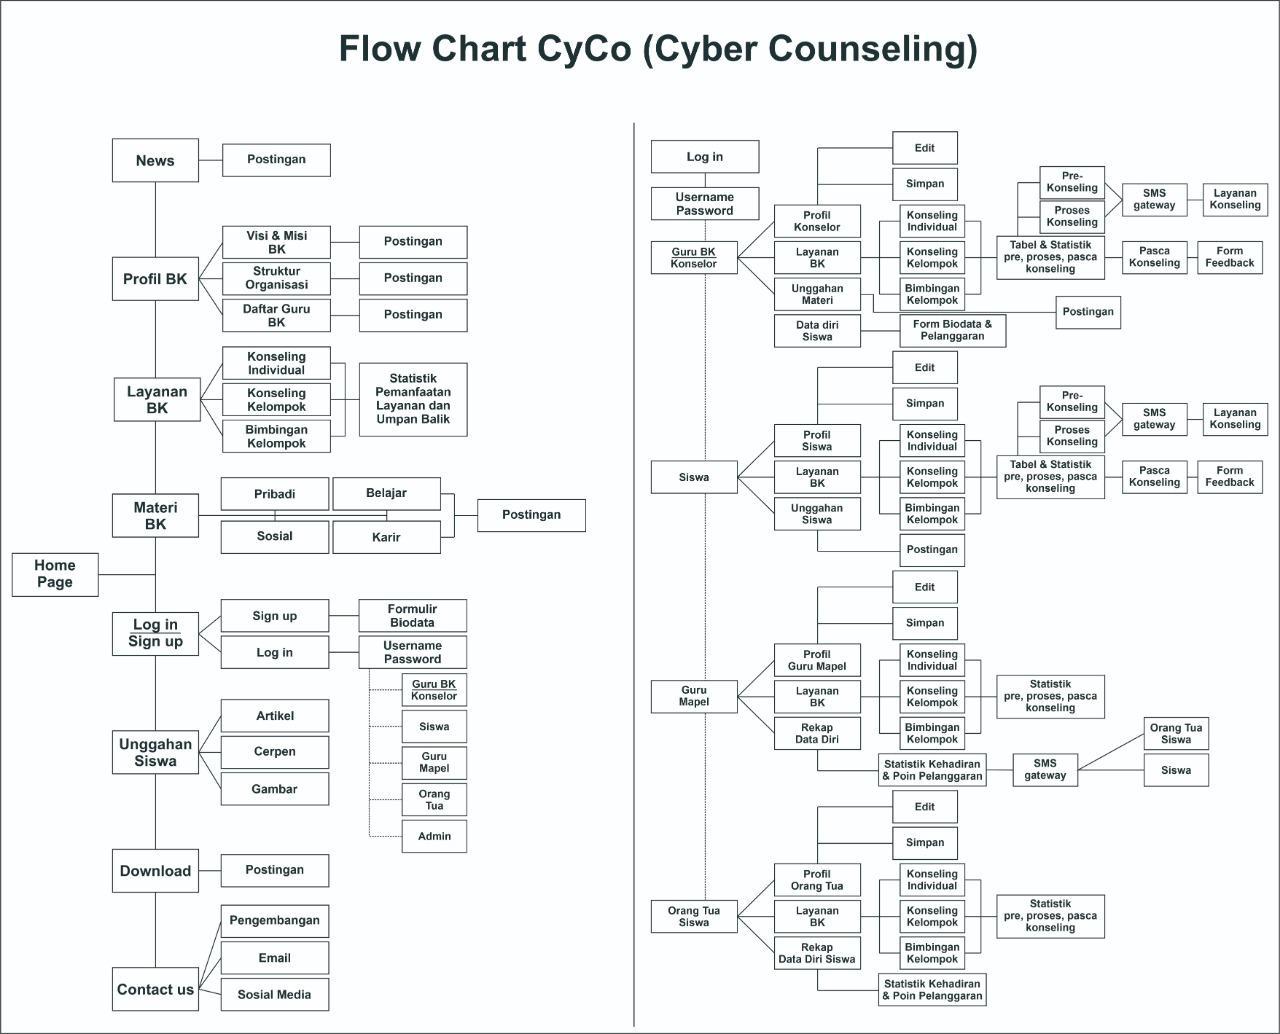 Flow Chart CyCo (Cyber Counseling)
News
Postingan
Profil BK
Visi & Misi
BK
Postingan
Struktur
Organisasi
Postingan
Daftar Guru
BK
Postingan
Layanan
BK
Konseling
Individual
Konseling
Kelompok
Bimbingan
Kelompok
Statistik
Pemanfaatan
Layanan dan
Umpan Balik
Materi
BK
Pribadi
Belajar
Sosial
Karir
Postingan
Home
Page
Log in
Sign up
Sign up
Formulir
Biodata
Log in
Username
Password
Guru BK
Konselor
Siswa
Guru
Mapel
Orang
Tua
Admin
Unggahan
Siswa
Artikel
Cerpen
Gambar
Download
Postingan
Contact us
Pengembangan
Email
Sosial Media
Log in
Username
Password
Guru BK
Konselor
Edit
Simpan
Profil
Konselor
Layanan
BK
Unggahan
Materi
Data diri
Siswa
Konseling
Individual
Konseling
Kelompok
Bimbingan
Kelompok
Form Biodata &
Pelanggaran
Tabel & Statistik
pre, proses, pasca
konseling
Pre-
Konseling
Proses
Konseling
SMS
gateway
Layanan
Konseling
Pasca
Konseling
Form
Feedback
Postingan
Siswa
Edit
Simpan
Profil
Siswa
Layanan
BK
Unggahan
Siswa
Konseling
Individual
Konseling
Kelompok
Bimbingan
Kelompok
Postingan
Tabel & Statistik
pre, proses, pasca
konseling
Pre-
Konseling
Proses
Konseling
SMS
gateway
Layanan
Konseling
Pasca
Konseling
Form
Feedback
Guru
Mapel
Edit
Simpan
Profil
Guru Mapel
Layanan
BK
Rekap
Data Diri
Konseling
Individual
Konseling
Kelompok
Bimbingan
Kelompok
Statistik
pre, proses, pasca
konseling
Statistik Kehadiran
& Poin Pelanggaran
SMS
gateway
Orang Tua
Siswa
Siswa
Orang Tua
Siswa
Edit
Simpan
Profil
Orang Tua
Layanan
BK
Rekap
Data Diri Siswa
Konseling
Individual
Konseling
Kelompok
Bimbingan
Kelompok
Statistik
pre, proses, pasca
konseling
Statistik Kehadiran
& Poin Pelanggaran